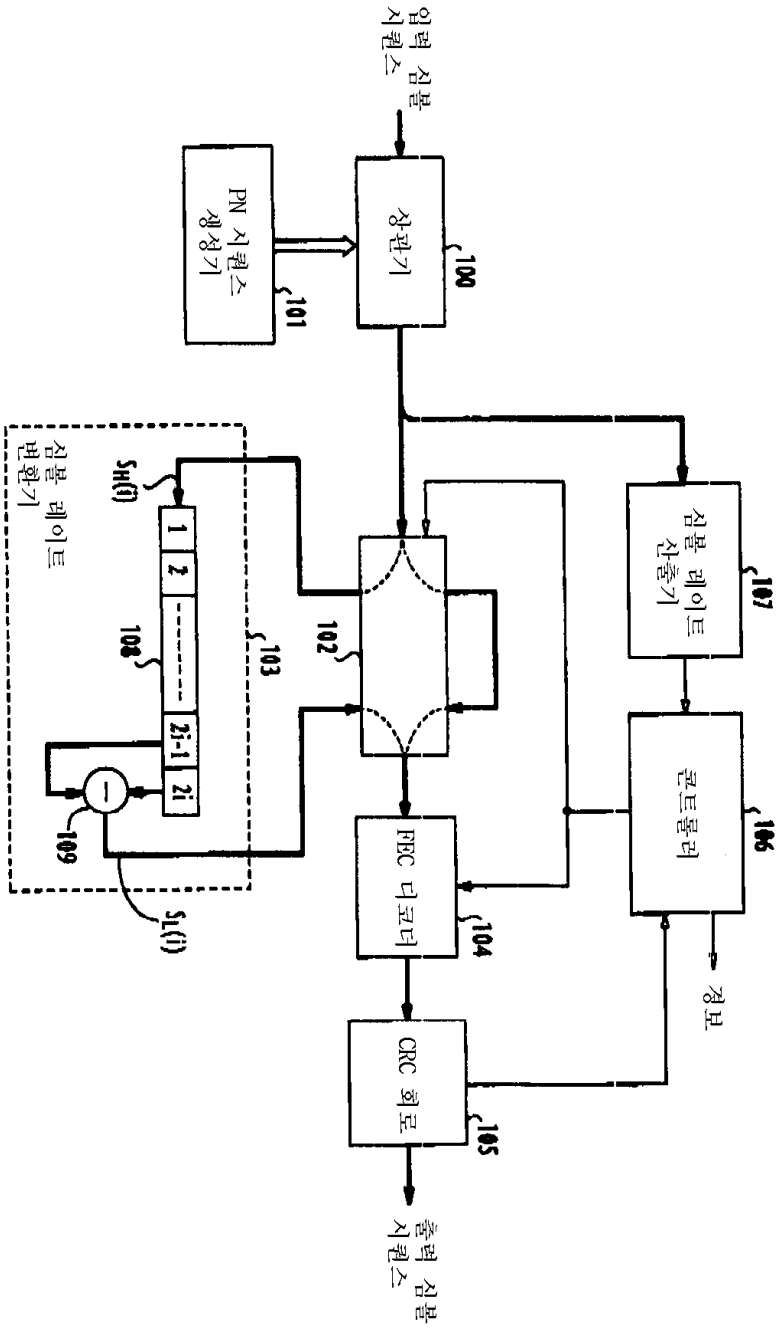 입력 심볼
시퀀스
상관기
100
PN 시퀀스
생성기
101
심볼 레이트
산출기
107
콘트롤러
106
경보
102
FEC 디코더
104
CRC 회로
105
출력 심볼
시퀀스
심볼 레이트
변환기
103
SH(i)
1
2
2i-1
2i
108
109
SL(i)